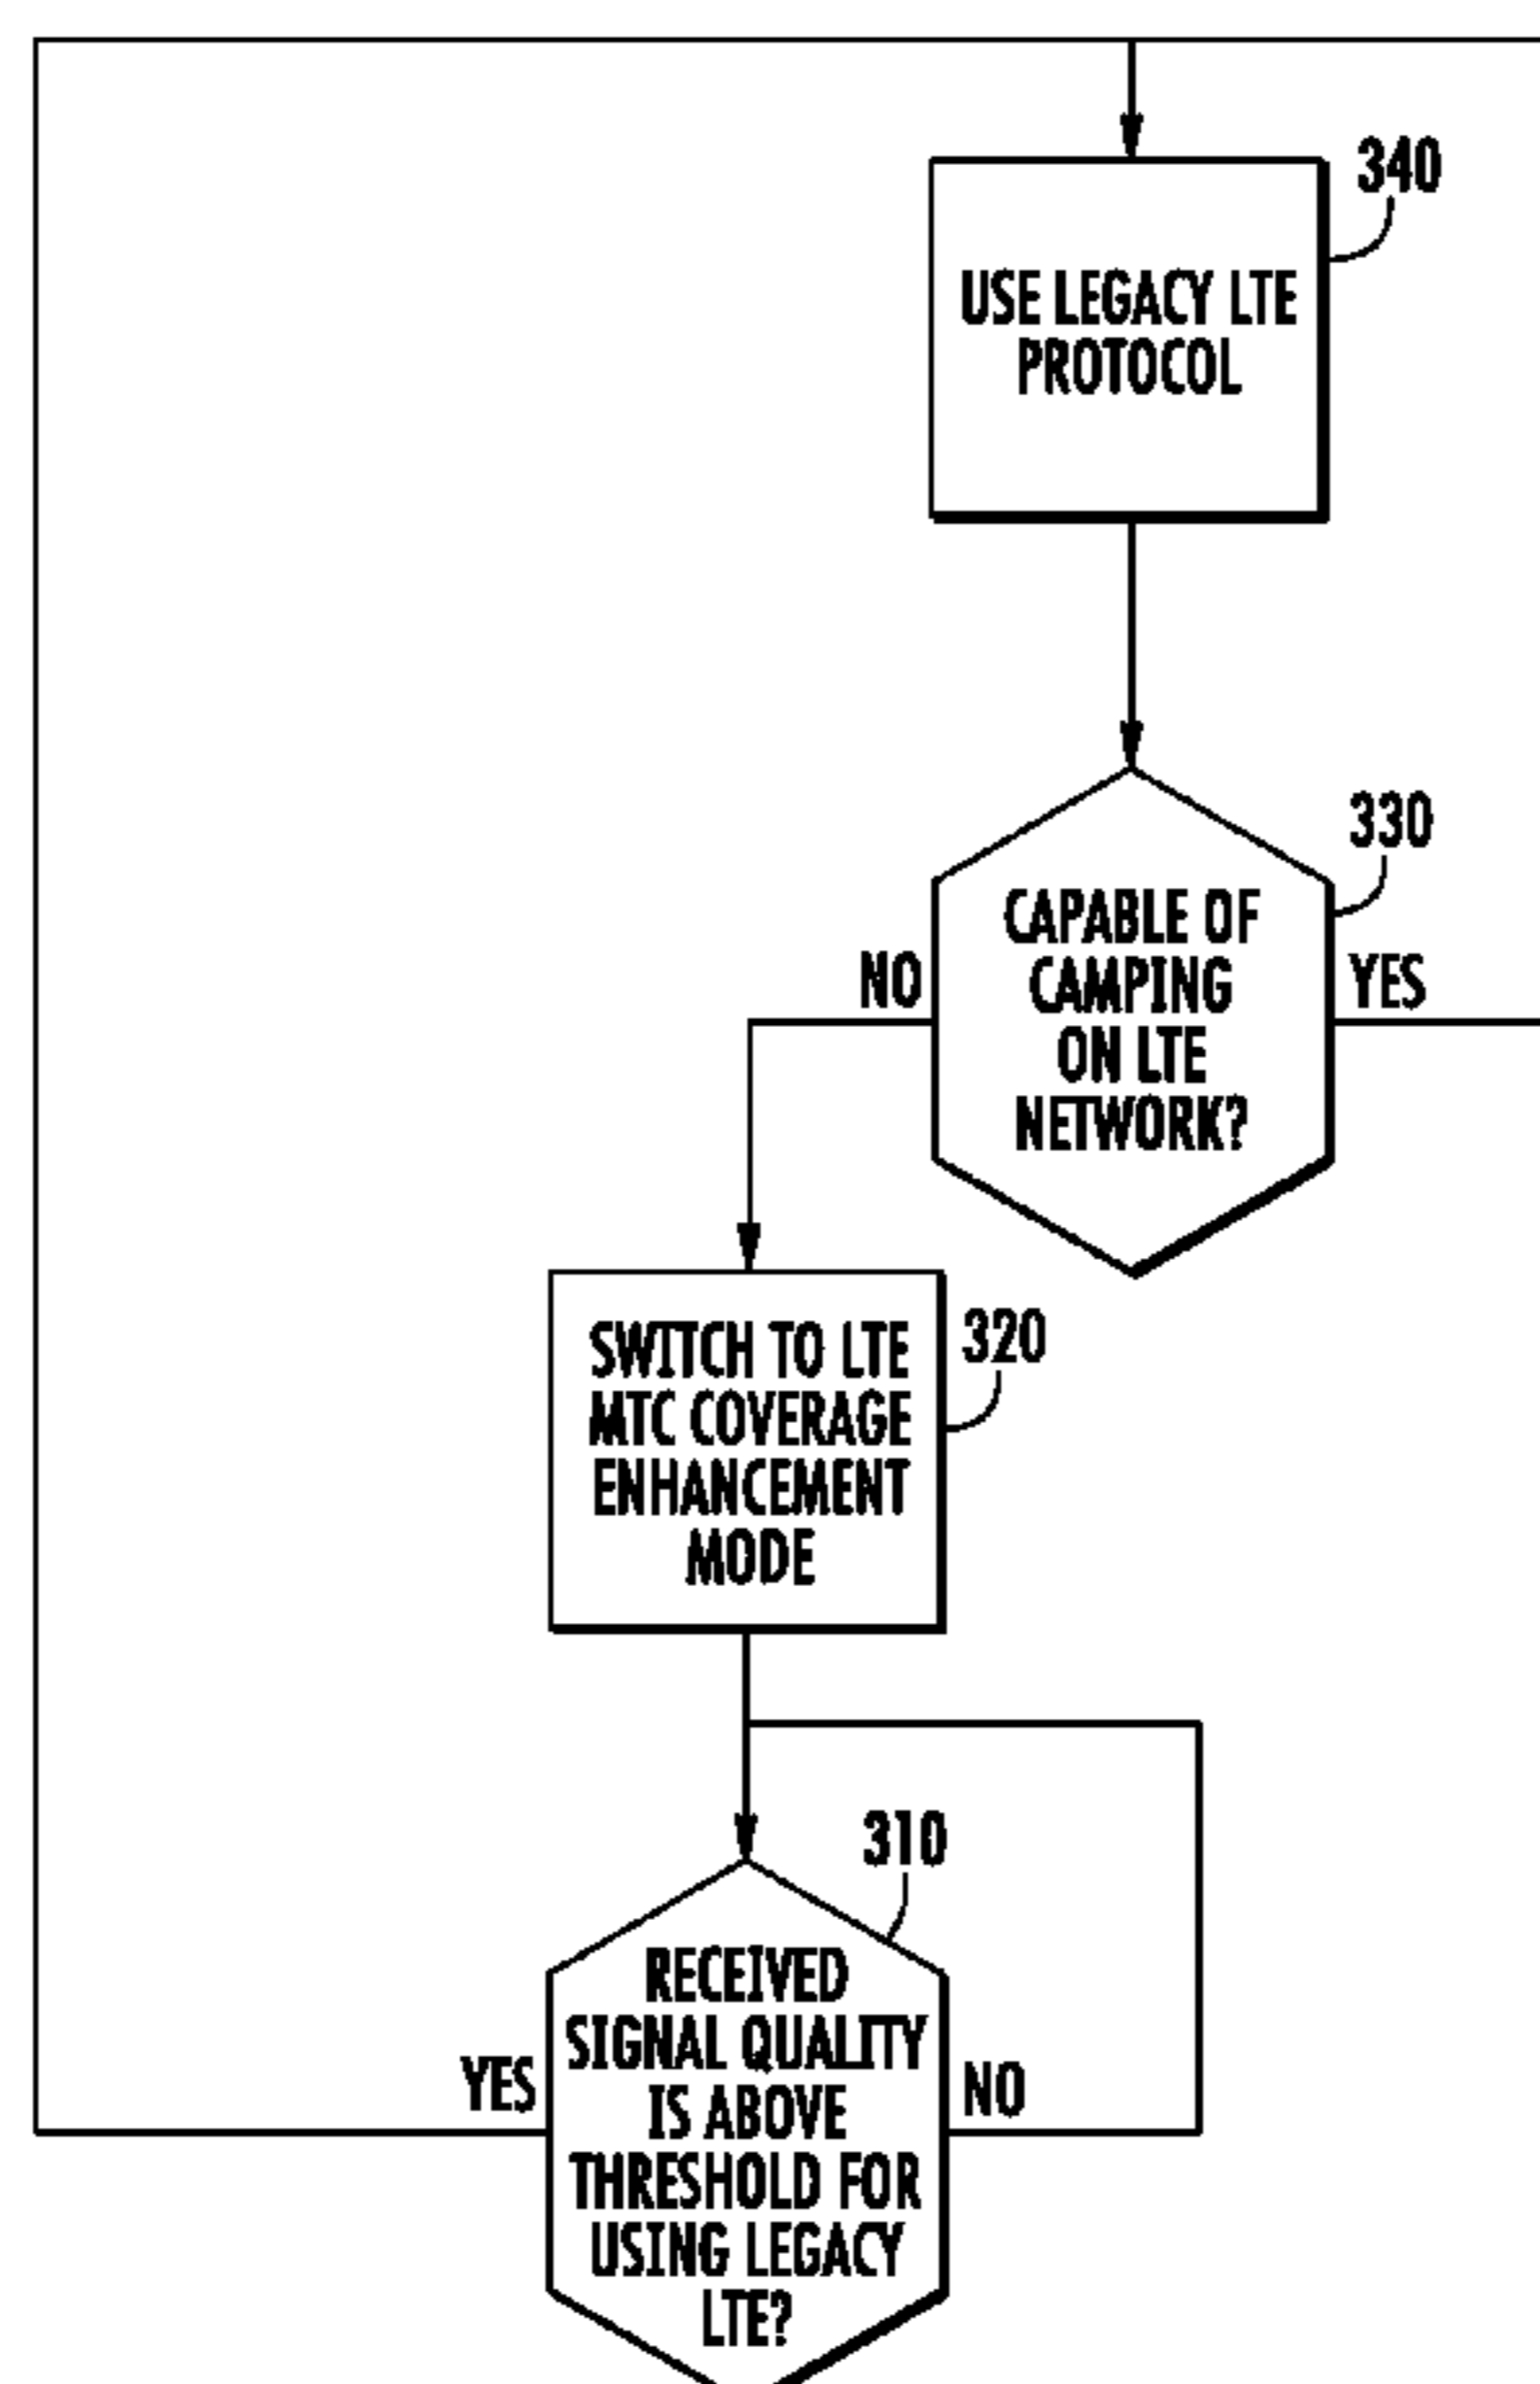 340
USE LEGACY LTE
PROTOCOL
330
CAPABLE OF
CAMPING
ON LTE
NETWORK?
NO
YES
320
SWITCH TO LTE
MTC COVERAGE
ENHANCEMENT
MODE
310
RECEIVED
SIGNAL QUALITY
IS ABOVE
THRESHOLD FOR
USING LEGACY
LTE?
YES
NO